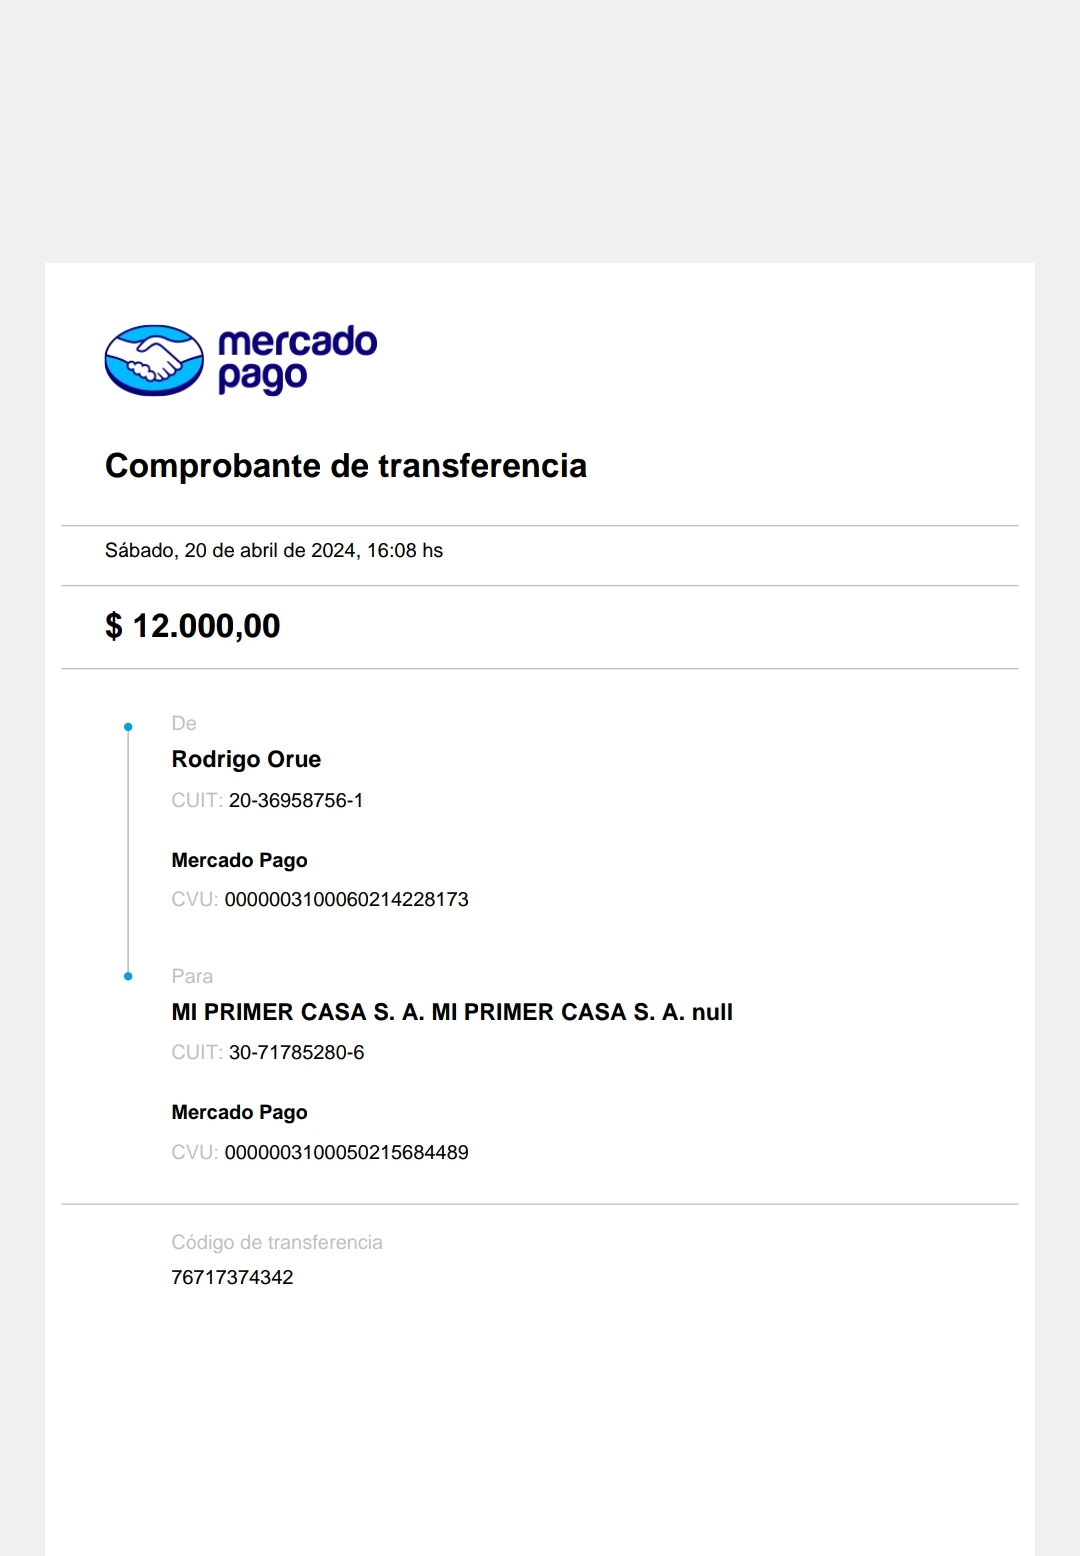 mercado
pago
Comprobante de transferencia
Sábado, 20 de abril de 2024, 16:08 hs
$ 12.000,00
De
Rodrigo Orue
CUIT: 20-36958756-1
Mercado Pago
CVU: 0000003100060214228173
Para
MI PRIMER CASA S. A. MI PRIMER CASA S. A. null
CUIT: 30-71785280-6
Mercado Pago
CVU: 0000003100050215684489
Código de transferencia
76717374342